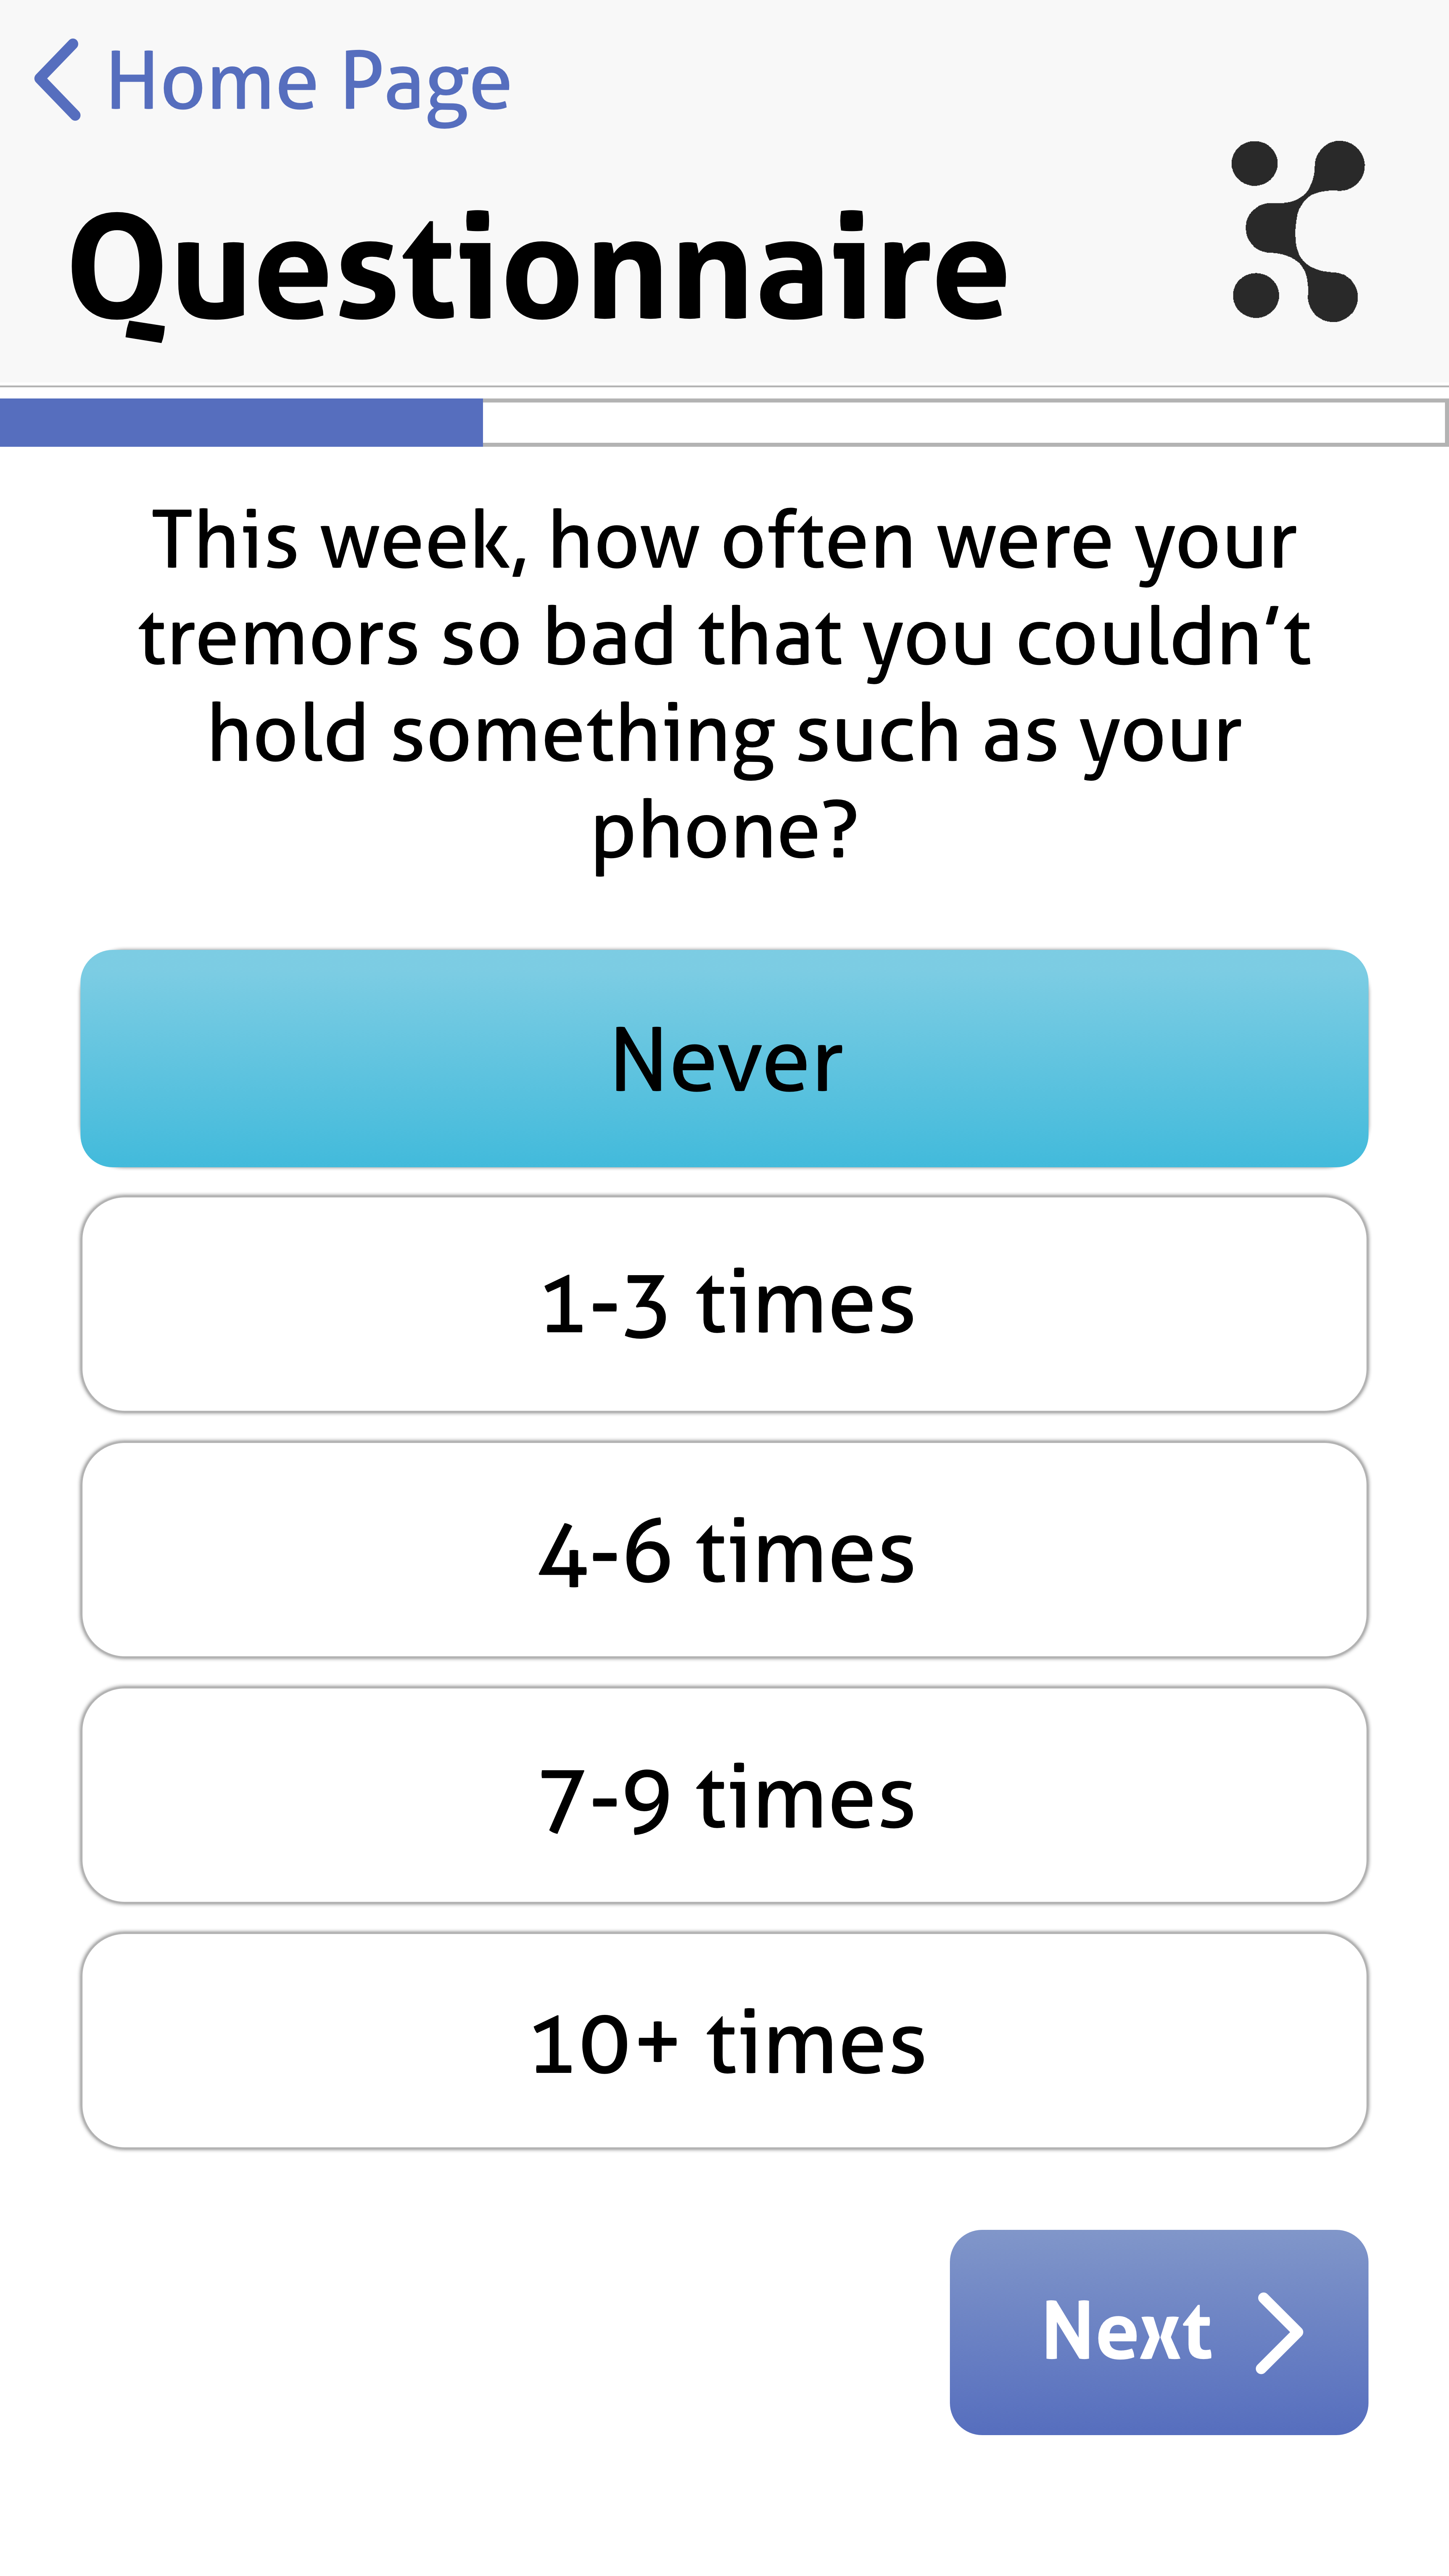 Home Page
Questionnaire
This week, how often were your
tremors so bad that you couldn’t
hold something such as your
phone?
Never
1-3 times
4-6 times
7-9 times
10+ times
Next